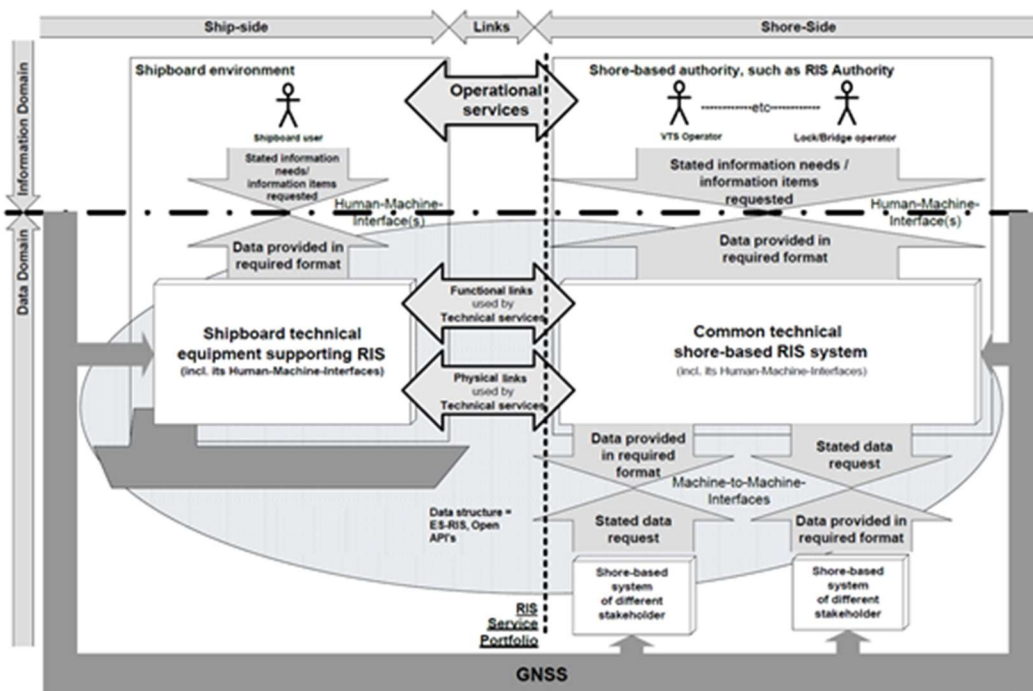 Ship-side
Links
Shore-Side
Information Domain
Data Domain
Shipboard environment
Shipboard user
Operational
services
Shore-based authority, such as RIS Authority
VTS Operator
------------etc------------
Lock/Bridge operator
Stated information
needs/
information items
requested
Human-Machine-
Interface(s)
Data provided in
required format
Stated information needs /
information items
requested
Human-Machine-
Interface(s)
Data provided in
required format
Shipboard technical
equipment supporting RIS
(incl. its Human-Machine-Interfaces)
Functional links
used by
Technical services
Physical links
used by
Technical services
Common technical
shore-based RIS system
(incl. its Human-Machine-Interfaces)
Data provided
in required
format
Stated data
request
Machine-to-Machine-
Interfaces
Stated data
request
Data provided in
required format
Data structure =
ES-RIS, Open
API's
Shore-based
system
of different
stakeholder
Shore-based
system
of different
stakeholder
RIS
Service
Portfolio
GNSS